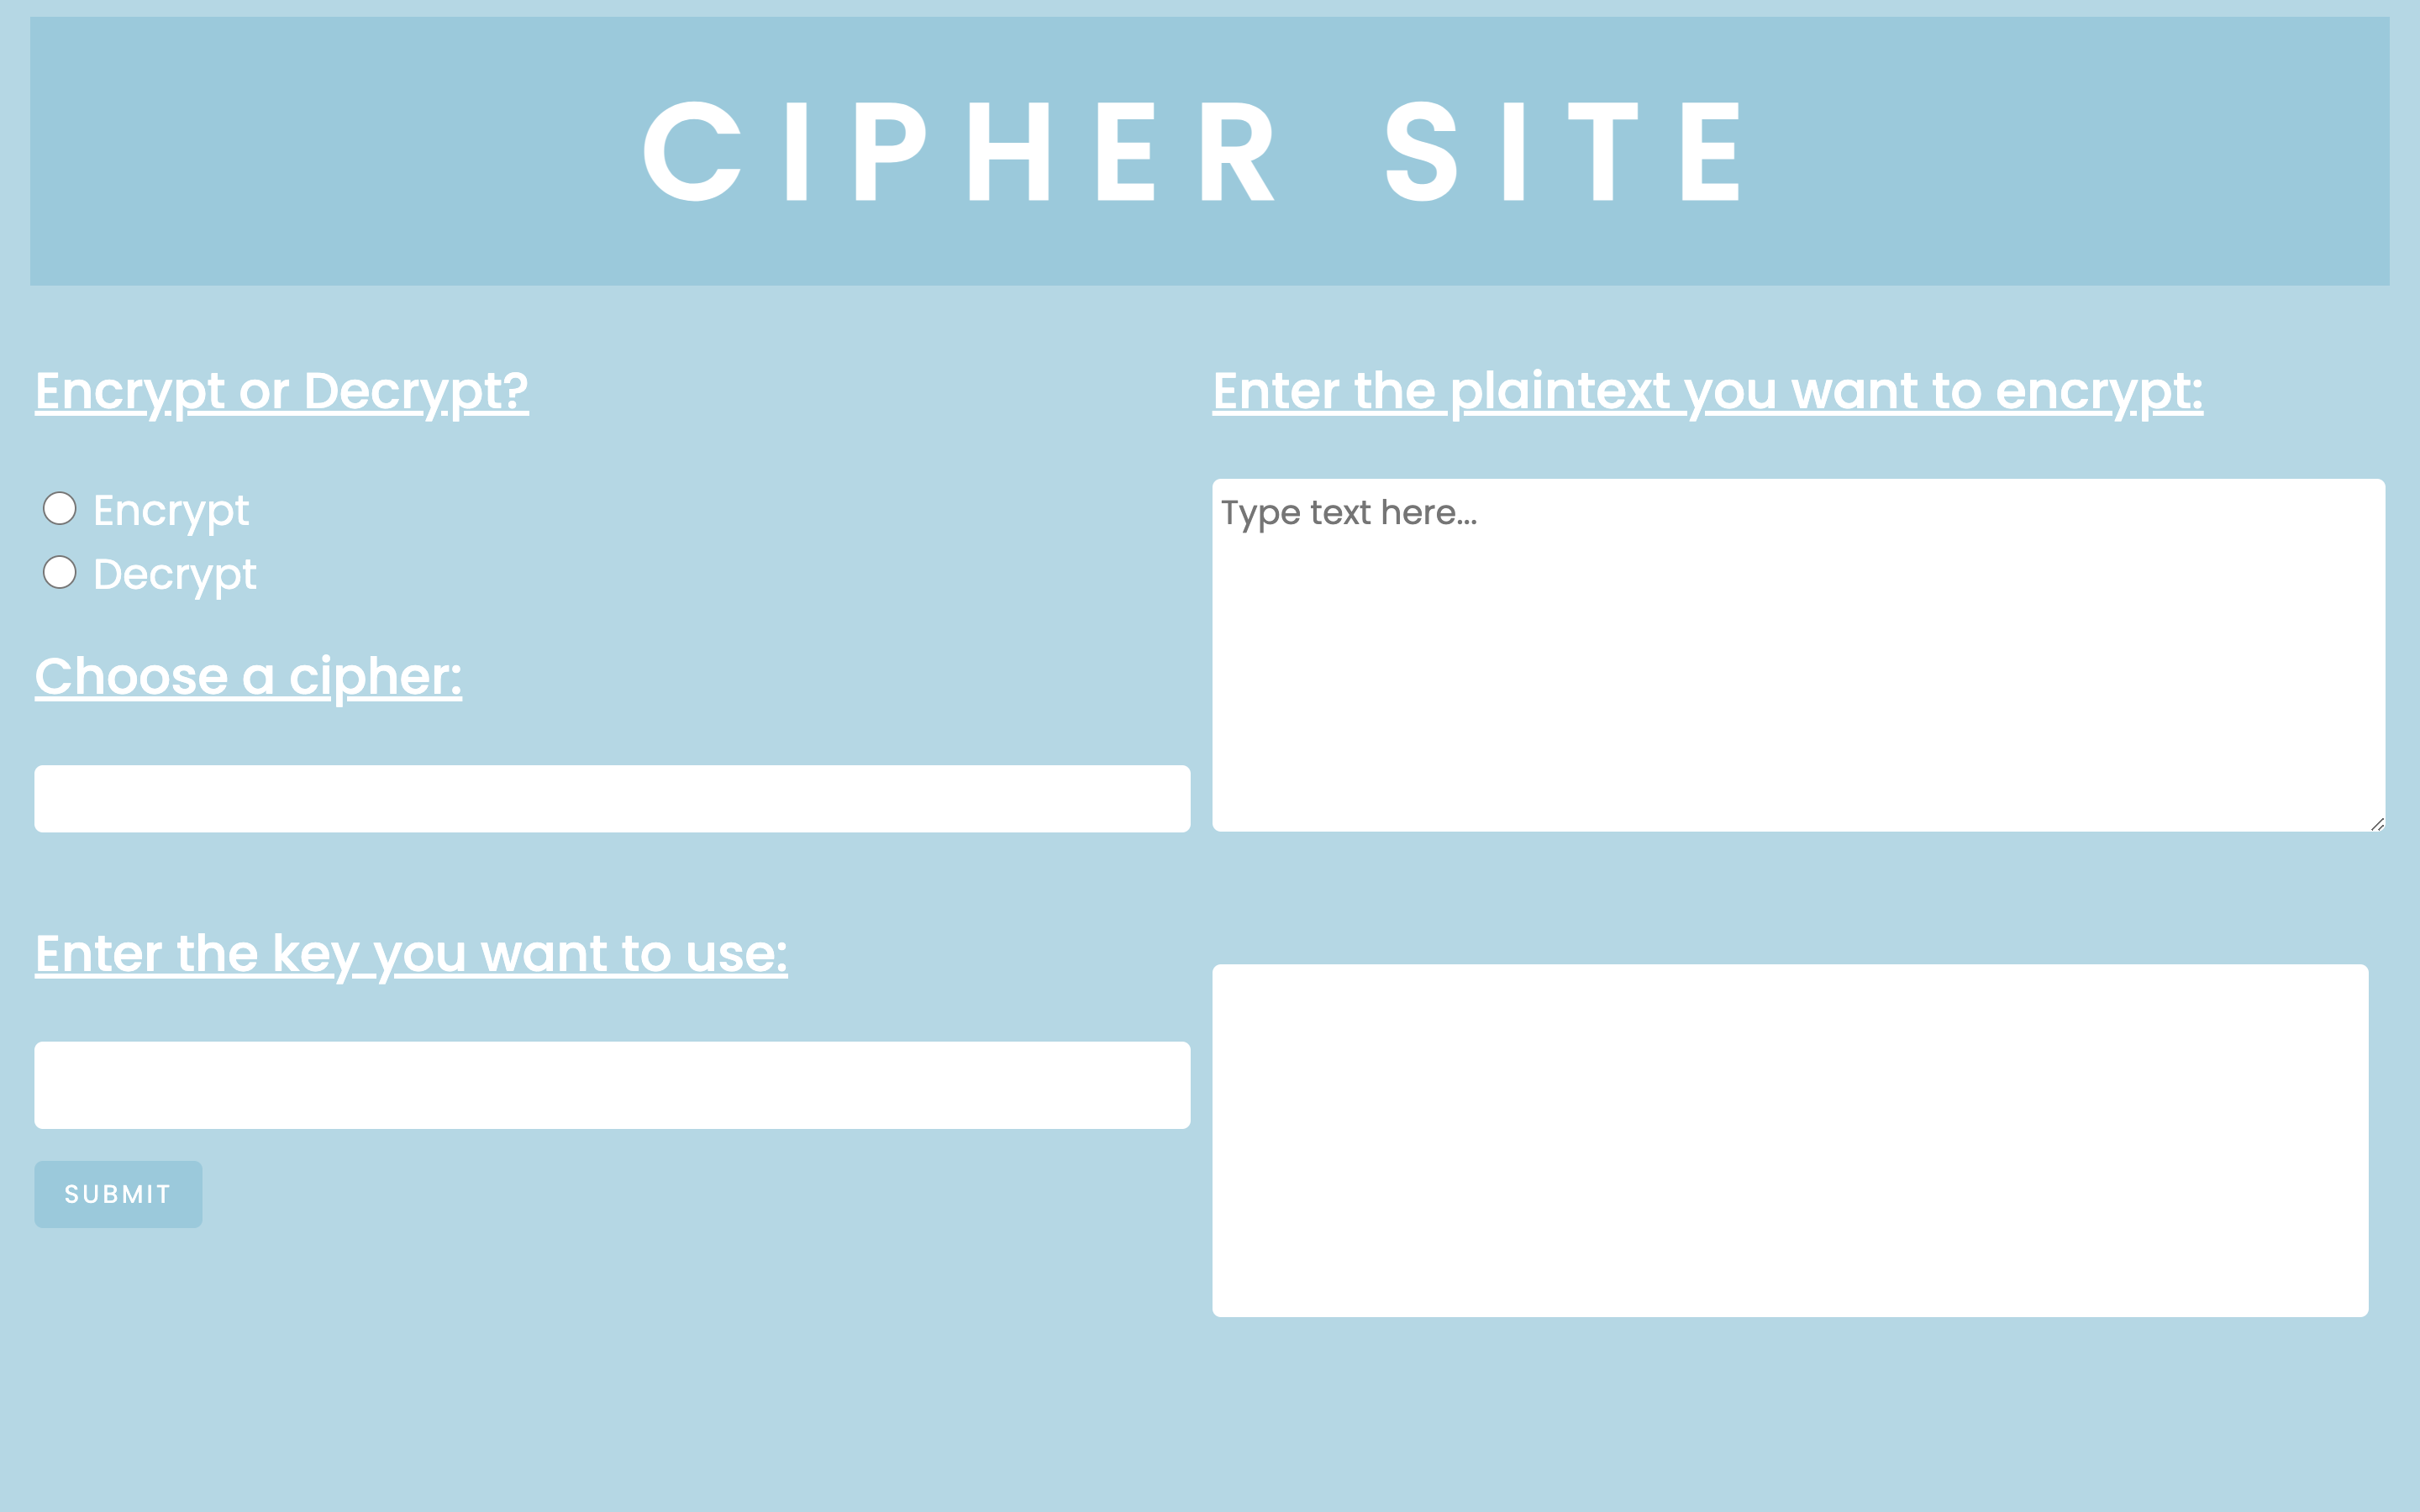 CIPHER SITE
Encrypt or Decrypt?
Encrypt
Decrypt
Choose a cipher:
Enter the key you want to use:
SUBMIT
Enter the plaintext you want to encrypt:
Type text here...